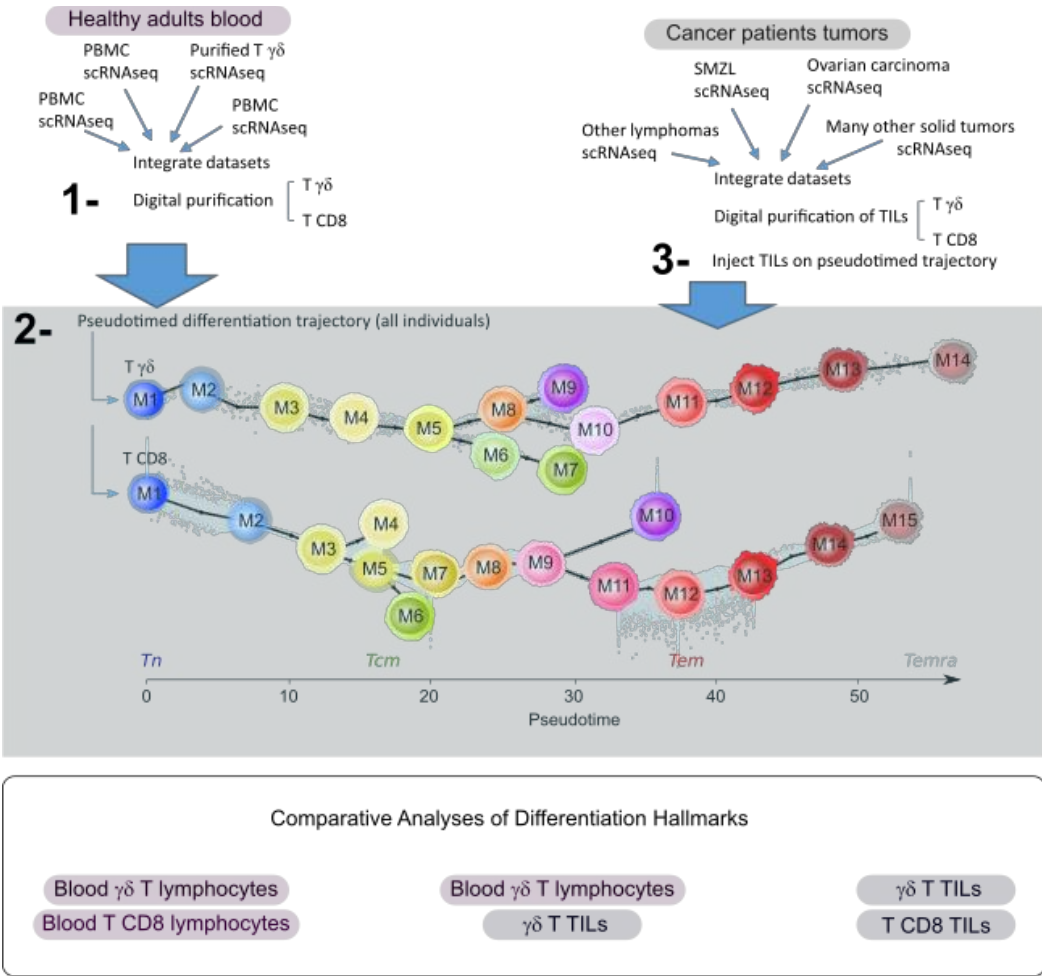 Healthy adults blood
PBMC
scRNAseq
Purified T γδ
scRNAseq
PBMC
scRNAseq
PBMC
scRNAseq
Integrate datasets
1-
Digital purification
T γδ
T CD8
Cancer patients tumors
SMZL
scRNAseq
Ovarian carcinoma
scRNAseq
Other lymphomas
scRNAseq
Many other solid tumors
scRNAseq
Integrate datasets
Digital purification of TILs
T γδ
T CD8
3-
Inject TILs on pseudotimed trajectory
2-
Pseudotimed differentiation trajectory (all individuals)
T γδ
M1
M2
M3
M4
M5
M6
M7
M8
M9
M10
M11
M12
M13
M14
T CD8
M1
M2
M3
M4
M5
M6
M7
M8
M9
M10
M11
M12
M13
M14
M15
Tn
Tcm
Tem
Temra
0
10
20
30
40
50
Pseudotime
Comparative Analyses of Differentiation Hallmarks
Blood γδ T lymphocytes
Blood T CD8 lymphocytes
Blood γδ T lymphocytes
γδ T TILs
γδ T TILs
T CD8 TILs